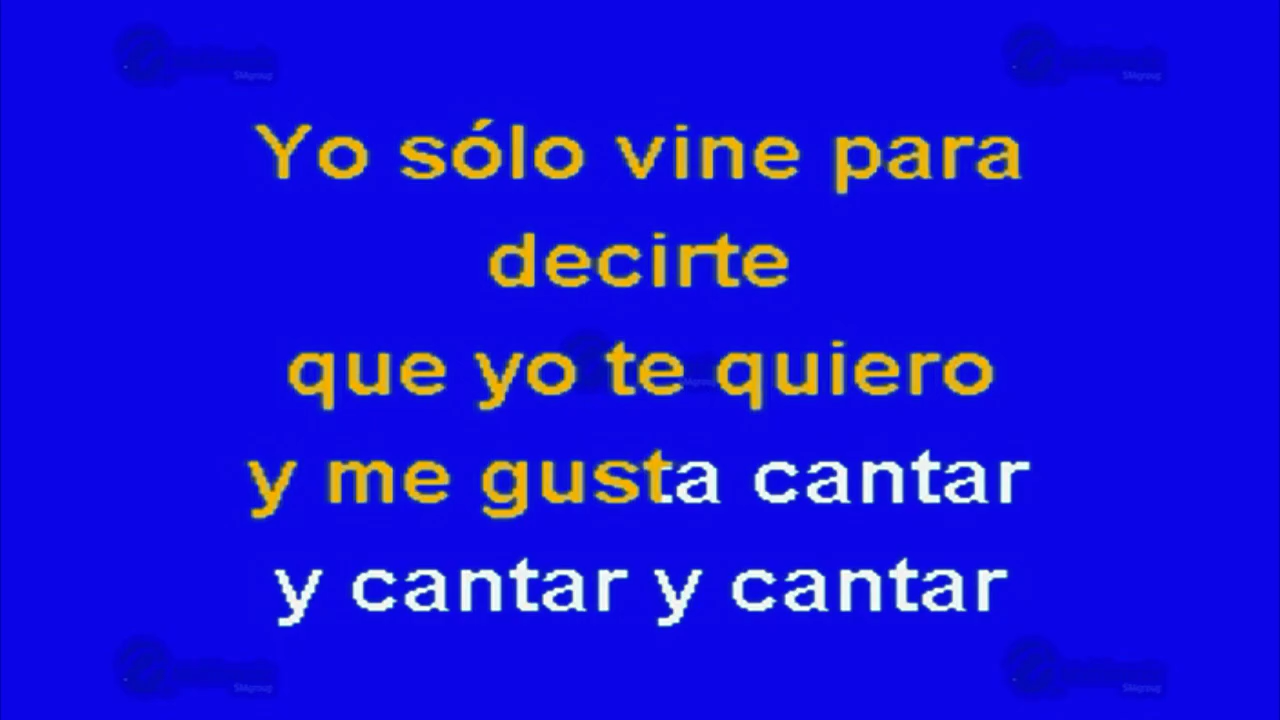 Yo sólo vine para
decirte
que yo te quiero
y me gusta cantar
y cantar y cantar